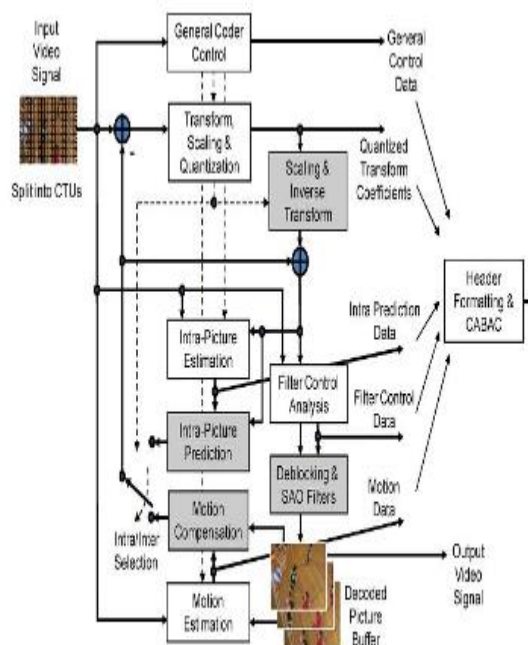 Input
Video
Signal
General Coder
Control
General
Control
Data
Transform,
Scaling &
Quantization
Quantized
Transform
Coefficients
Split into CTUs
Scaling &
Inverse
Transform
Header
Formatting &
CABAC
Intra Prediction
Data
Intra-Picture
Estimation
Filter Control
Analysis
Filter Control
Data
Intra-Picture
Prediction
Deblocking &
SAO Filters
Motion
Data
Motion
Compensation
Intra/Inter
Selection
Output
Video
Signal
Motion
Estimation
Decoded
Picture
Buffer